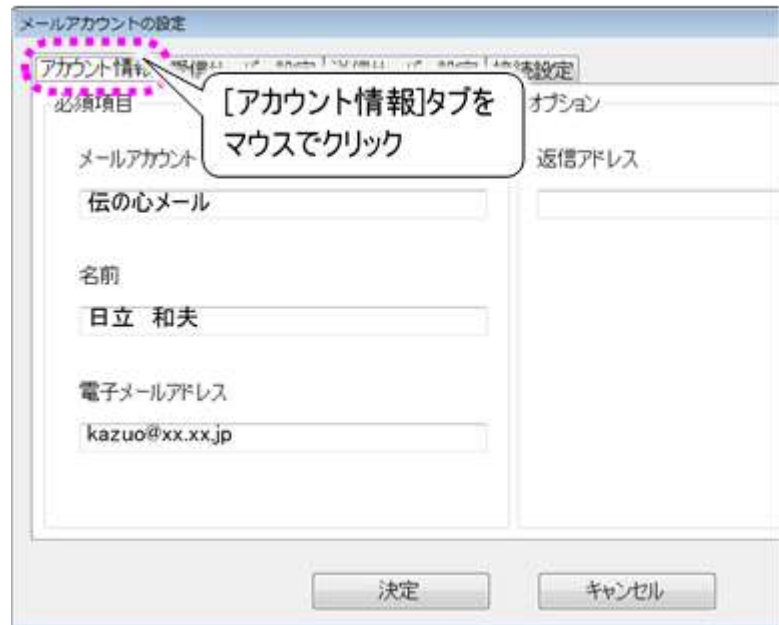 メールアカウントの設定
アカウント情報
接続設定
[アカウント情報]タブを
マウスでクリック
必須項目
オプション
メールアカウント
返信アドレス
伝の心メール
名前
日立 和夫
電子メールアドレス
kazuo@xx.xx.jp
決定
キャンセル